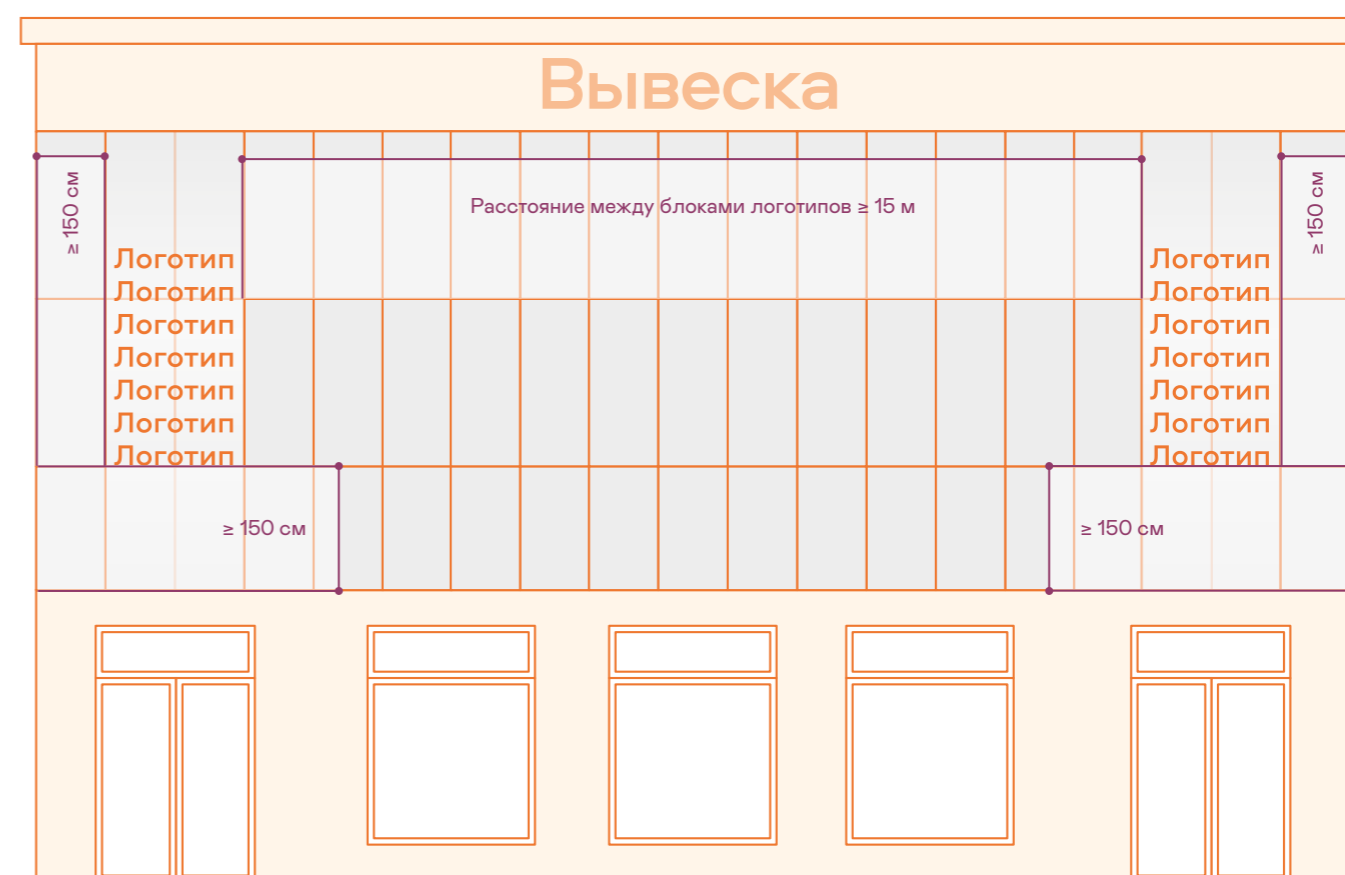 Вывеска
≥ 150 см
Расстояние между блоками логотипов ≥ 15 м
≥ 150 см
Логотип
Логотип
Логотип
Логотип
Логотип
Логотип
Логотип
Логотип
Логотип
Логотип
Логотип
Логотип
Логотип
Логотип
≥ 150 см
≥ 150 см